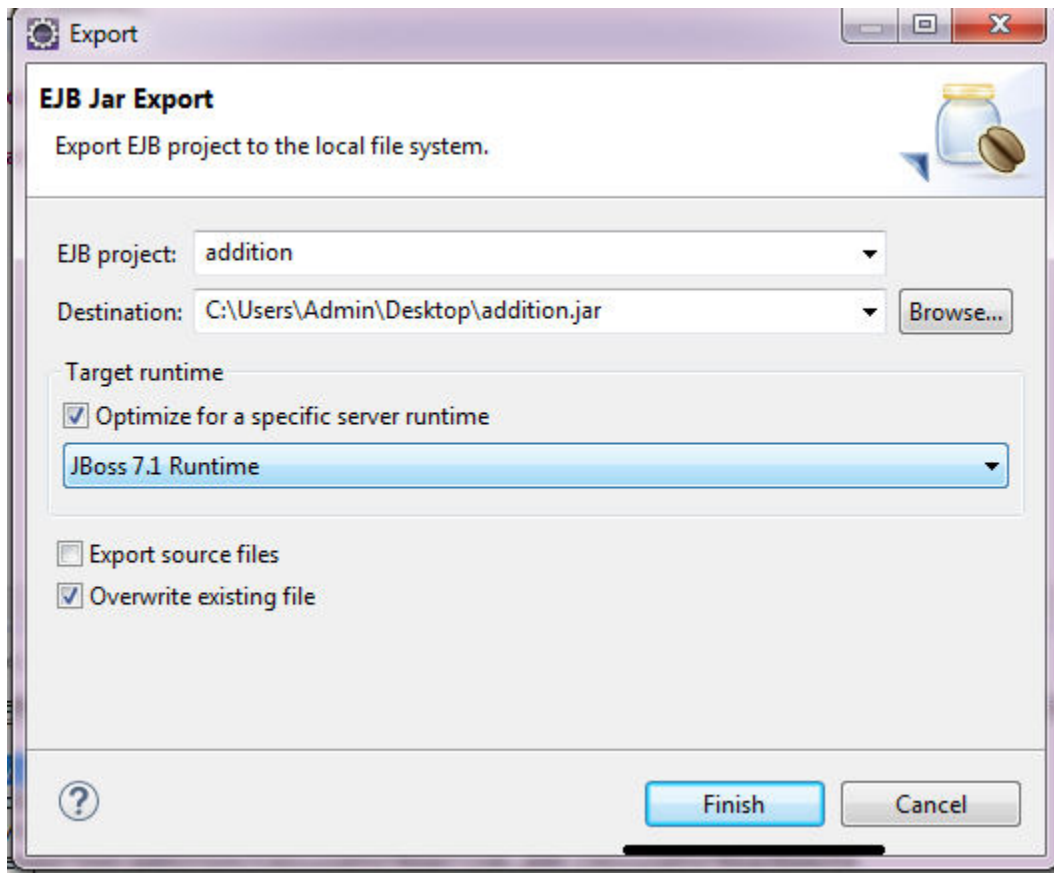 Export
EJB Jar Export
Export EJB project to the local file system.
EJB project: addition
Destination: C:\Users\Admin\Desktop\addition.jar Browse...
Target runtime
Optimize for a specific server runtime
JBoss 7.1 Runtime
Export source files
Overwrite existing file
? Finish Cancel